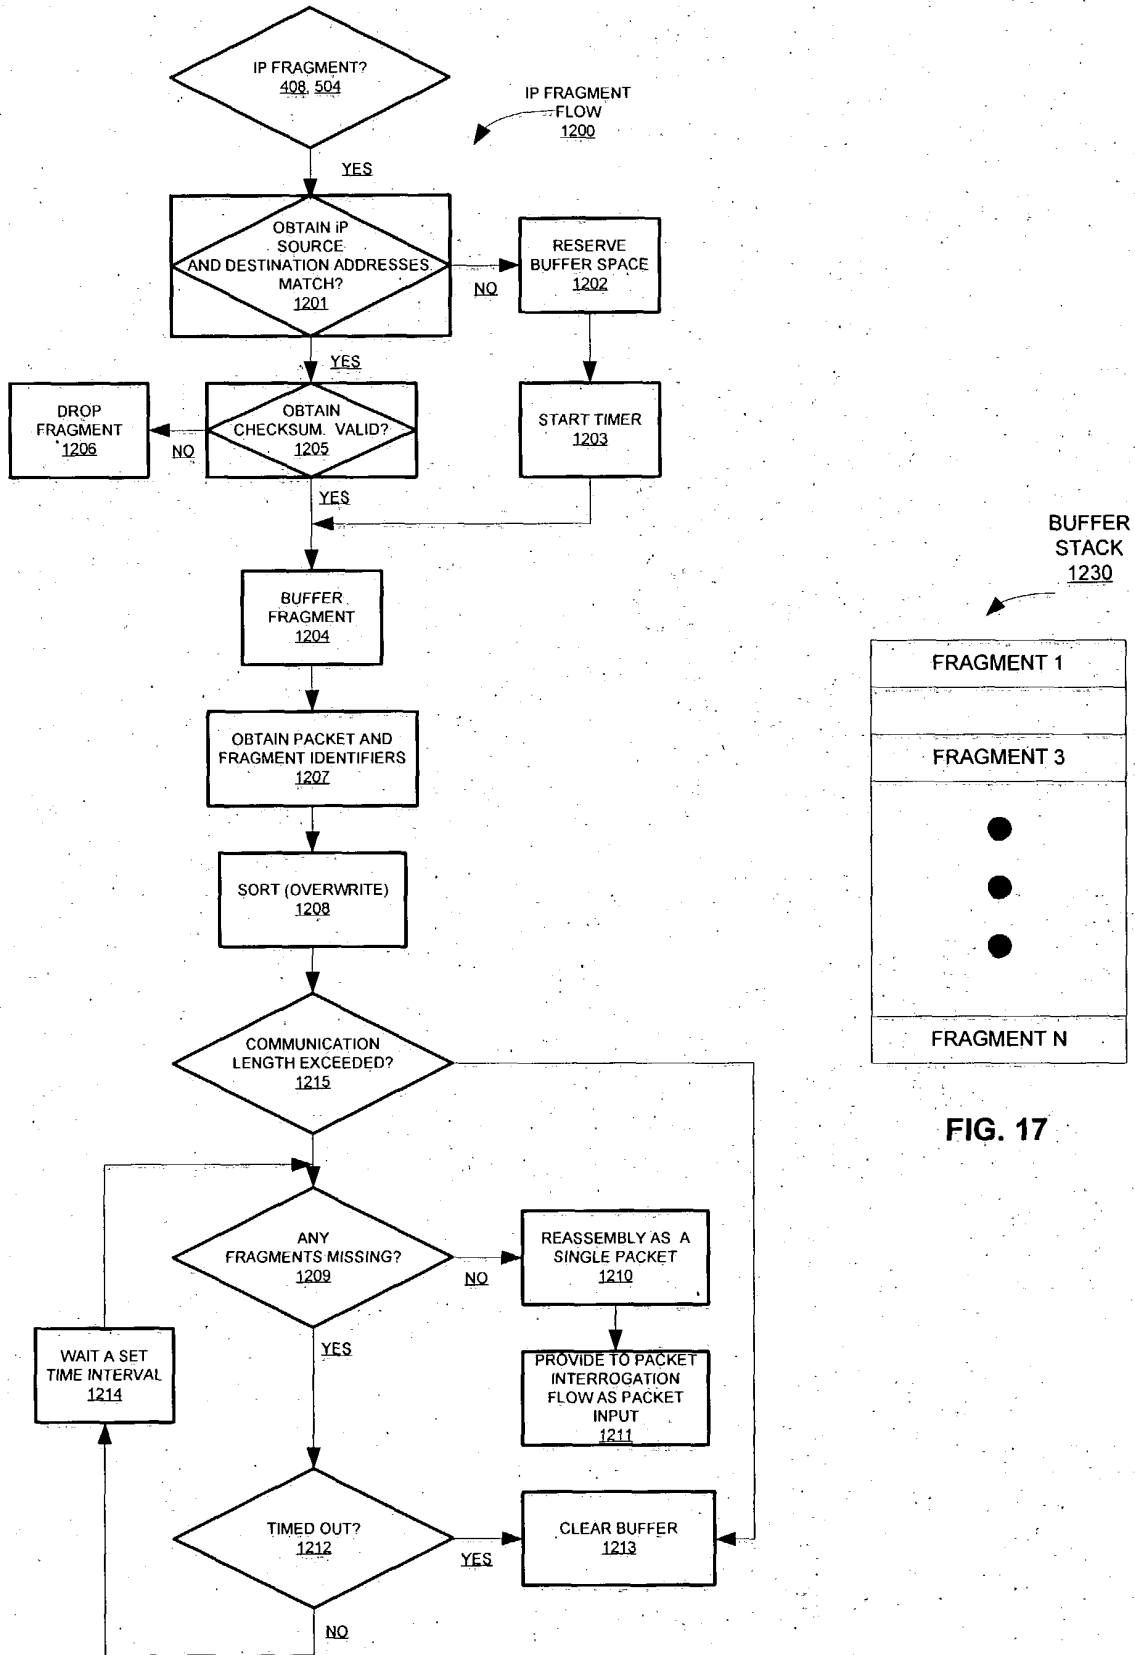 IP FRAGMENT?
408, 504
IP FRAGMENT
FLOW
1200
YES
OBTAIN iP
SOURCE
AND DESTINATION ADDRESSES.
MATCH?
1201
NO
RESERVE
BUFFER SPACE
1202
YES
DROP
FRAGMENT
1206
NO
OBTAIN
CHECKSUM. VALID?
1205
START TIMER
1203
YES
BUFFER
STACK
1230
BUFFER
FRAGMENT
1204
FRAGMENT 1
FRAGMENT 3
OBTAIN PACKET AND
FRAGMENT IDENTIFIERS
1207
SORT (OVERWRITE)
1208
COMMUNICATION
LENGTH EXCEEDED?
1215
FRAGMENT N
FIG. 17
ANY
FRAGMENTS MISSING?
1209
NO
REASSEMBLY AS A
SINGLE PACKET
1210
YES
WAIT A SET
TIME INTERVAL
1214
PROVIDE TO PACKET
INTERROGATION
FLOW AS PACKET
INPUT
1211
TIMED OUT?
1212
YES
CLEAR BUFFER
1213
NO